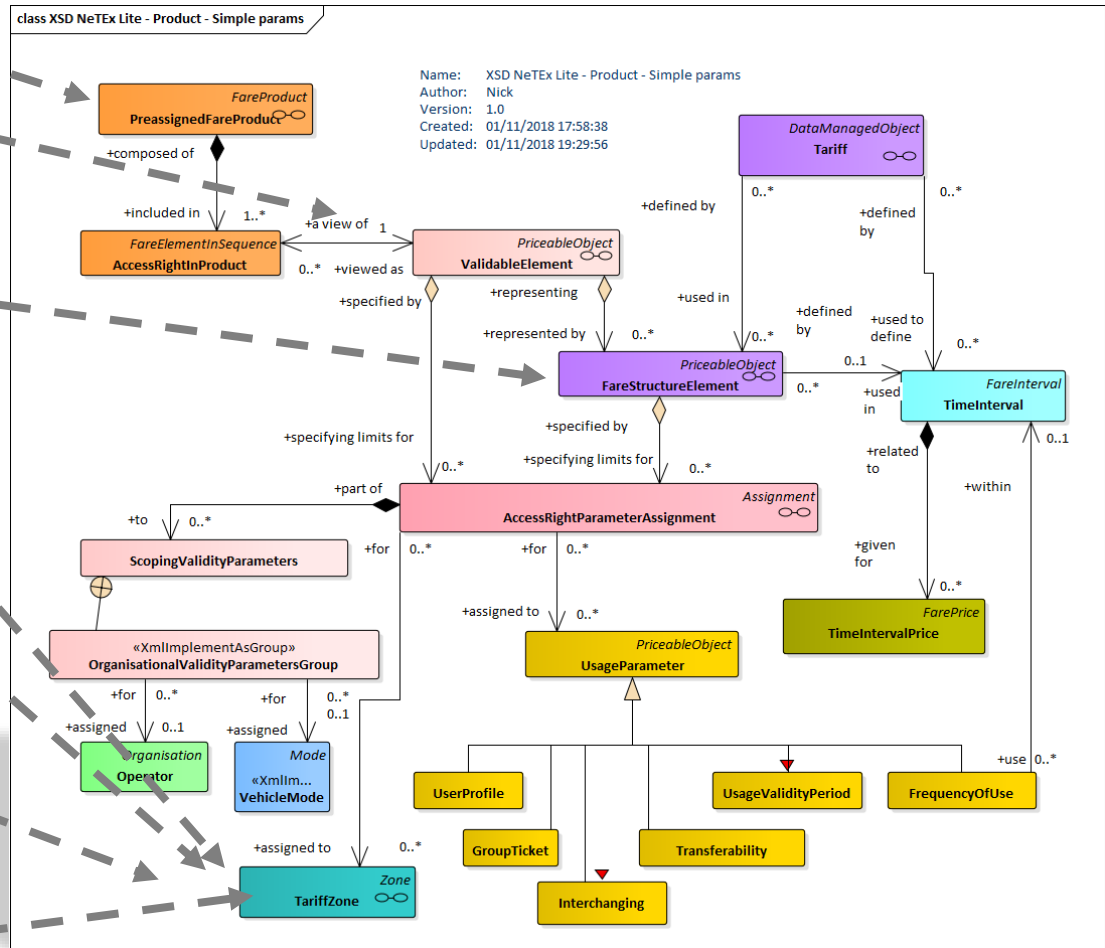 class XSD NeTEx Lite - Product - Simple params
Name: XSD NeTEx Lite - Product - Simple params
Author: Nick
Version: 1.0
Created: 01/11/2018 17:58:38
Updated: 01/11/2018 19:29:56
FareProduct
PreassignedFareProduct
DataManagedObject
Tariff
+composed of
+included in
1..*
0..*
0..*
+defined by
+defined
by
FareElementInSequence
AccessRightInProduct
+a view of
1
0..*
+viewed as
PriceableObject
ValidableElement
+specified by
+representing
+represented by
0..*
+used in
0..*
+defined
by
+used to
define
0..*
PriceableObject
FareStructureElement
0..1
0..*
+used
in
FareInterval
TimeInterval
+specified by
+specifying limits for
0..*
+specifying limits for
0..*
+related
to
0..1
+within
+part of
+to
0..*
Assignment
AccessRightParameterAssignment
ScopingValidityParameters
+for
0..*
+for
0..*
+given
for
0..*
+assigned to
0..*
FarePrice
TimeIntervalPrice
«XmlImplementAsGroup»
OrganisationalValidityParametersGroup
PriceableObject
UsageParameter
+for
0..*
+for
0..*
0..1
+assigned
0..1
+assigned
Organisation
Operator
Mode
«XmlIm...
VehicleMode
+use
0..*
UserProfile
UsageValidityPeriod
FrequencyOfUse
GroupTicket
Transferability
+assigned to
0..*
Zone
TariffZone
Interchanging